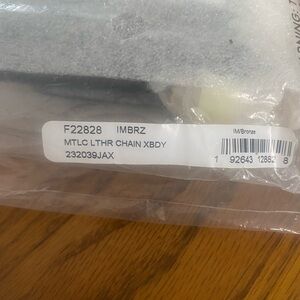 F22828 IMBRZ
MTLC LTHR CHAIN XBDY
232039JAX
IM/Bronze
1 92643 12882 8